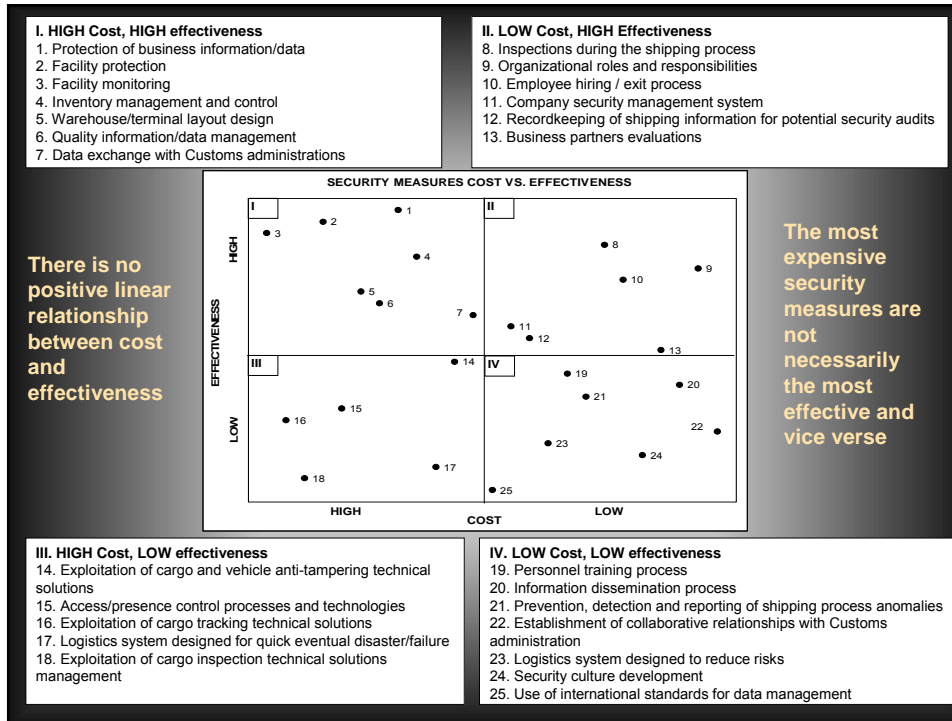 I. HIGH Cost, HIGH effectiveness
1. Protection of business information/data
2. Facility protection
3. Facility monitoring
4. Inventory management and control
5. Warehouse/terminal layout design
6. Quality information/data management
7. Data exchange with Customs administrations
II. LOW Cost, HIGH Effectiveness
8. Inspections during the shipping process
9. Organizational roles and responsibilities
10. Employee hiring / exit process
11. Company security management system
12. Recordkeeping of shipping information for potential security audits
13. Business partners evaluations
There is no
positive linear
relationship
between cost
and
effectiveness
SECURITY MEASURES COST VS. EFFECTIVENESS
I
II
1
2
3
4
5
6
7
8
9
10
11
12
13
III
IV
14
15
16
17
18
19
20
21
22
23
24
25
HIGH
LOW
EFFECTIVENESS
HIGH
LOW
COST
The most
expensive
security
measures are
not
necessarily
the most
effective and
vice verse
III. HIGH Cost, LOW effectiveness
14. Exploitation of cargo and vehicle anti-tampering technical
solutions
15. Access/presence control processes and technologies
16. Exploitation of cargo tracking technical solutions
17. Logistics system designed for quick eventual disaster/failure
18. Exploitation of cargo inspection technical solutions
management
IV. LOW Cost, LOW effectiveness
19. Personnel training process
20. Information dissemination process
21. Prevention, detection and reporting of shipping process anomalies
22. Establishment of collaborative relationships with Customs
administration
23. Logistics system designed to reduce risks
24. Security culture development
25. Use of international standards for data management